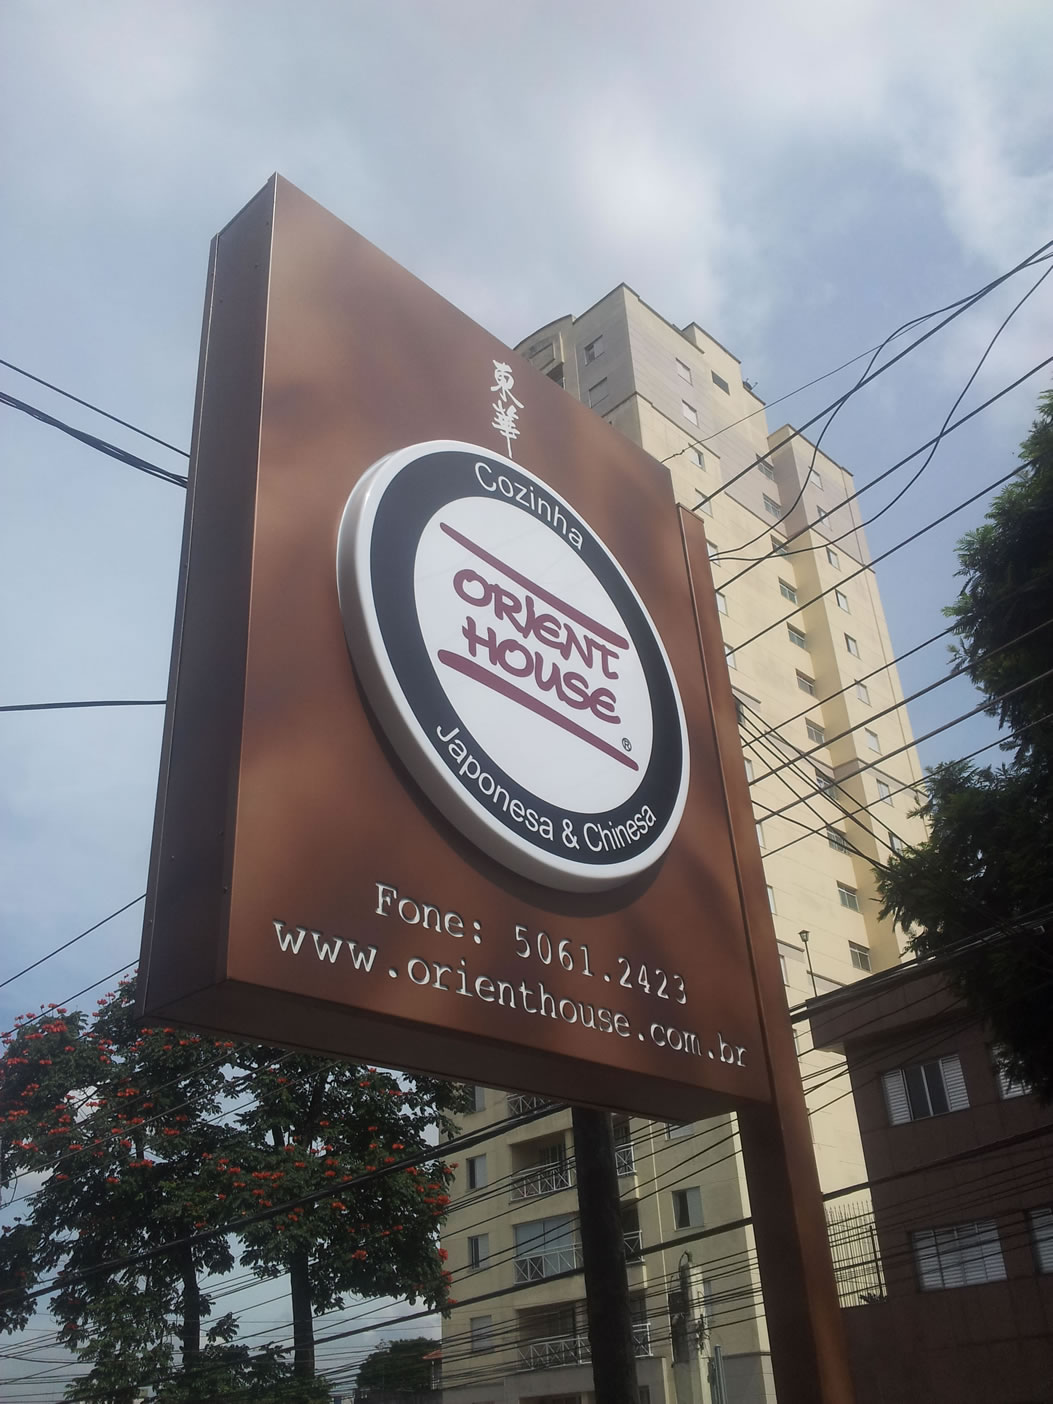 東華
Cozinha
ORIENT
HOUSE
®
Japonesa & Chinesa
Fone: 5061.2423
www.orienthouse.com.br